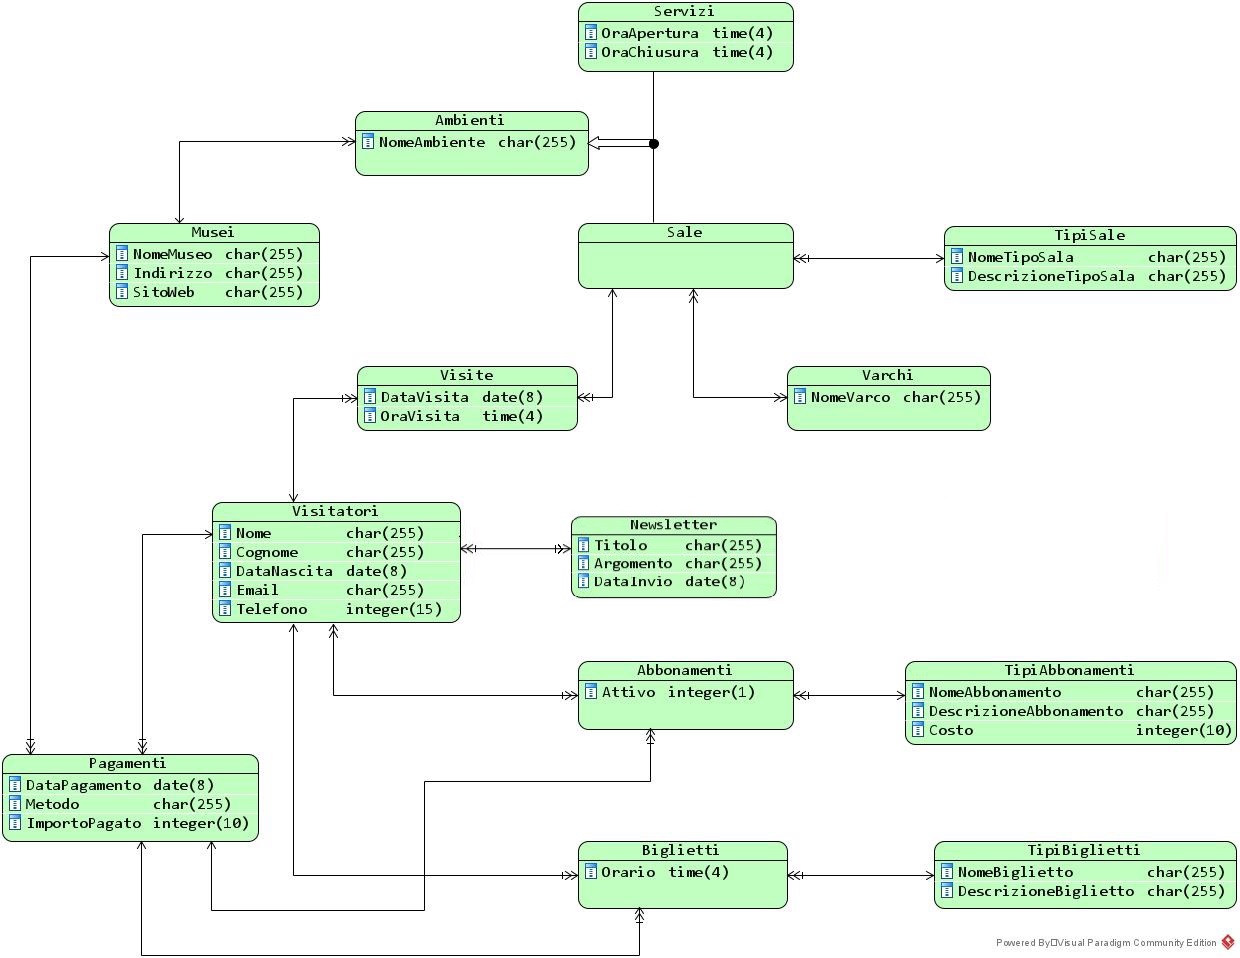 Servizi
OraApertura time(4)
OraChiusura time(4)
Ambienti
NomeAmbiente char(255)
Musei
NomeMuseo char(255)
Indirizzo char(255)
SitoWeb char(255)
Sale
TipiSale
NomeTipoSala char(255)
DescrizioneTipoSala char(255)
Visite
DataVisita date(8)
OraVisita time(4)
Varchi
NomeVarco char(255)
Visitatori
Nome char(255)
Cognome char(255)
DataNascita date(8)
Email char(255)
Telefono integer(15)
Newsletter
Titolo char(255)
Argomento char(255)
DataInvio date(8)
Abbonamenti
Attivo integer(1)
TipiAbbonamenti
NomeAbbonamento char(255)
DescrizioneAbbonamento char(255)
Costo integer(10)
Pagamenti
DataPagamento date(8)
Metodo char(255)
ImportoPagato integer(10)
Biglietti
Orario time(4)
TipiBiglietti
NomeBiglietto char(255)
DescrizioneBiglietto char(255)
Powered By□Visual Paradigm Community Edition